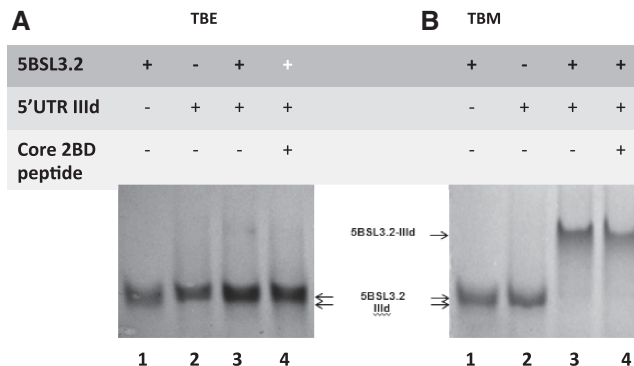 A TBE B TBM
5BSL3.2 + - + + + - + +
5'UTR IIId - + + + - + + +
Core 2BD peptide - - - + - - - +
5BSL3.2-IIId
5BSL3.2
IIId
1 2 3 4 1 2 3 4